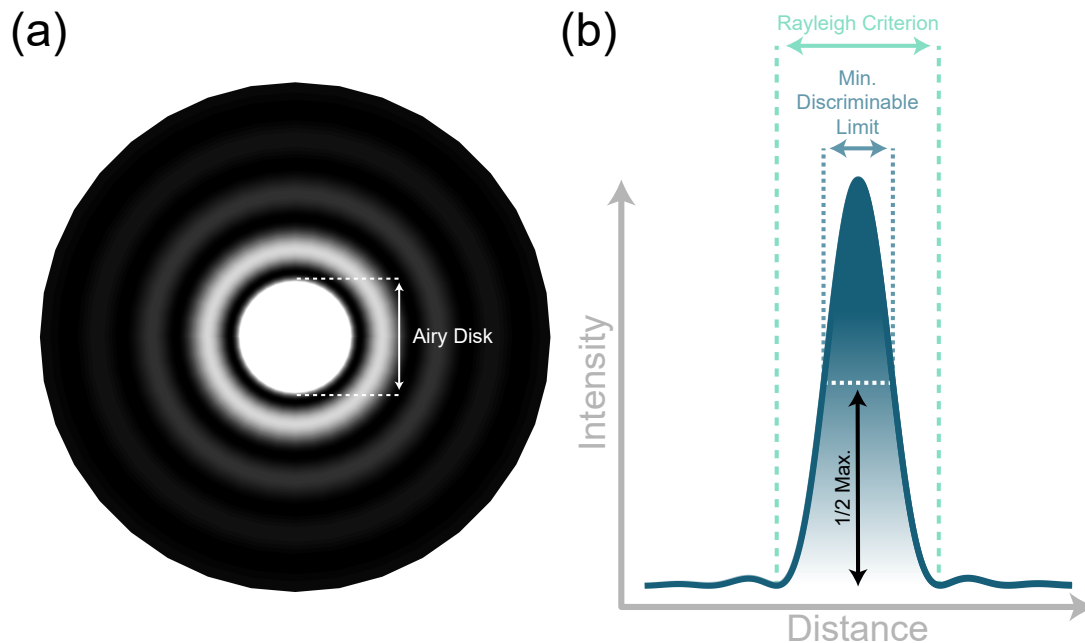 (a)
Airy Disk
(b)
Rayleigh Criterion
Min.
Discriminable
Limit
Intensity
1/2 Max.
Distance